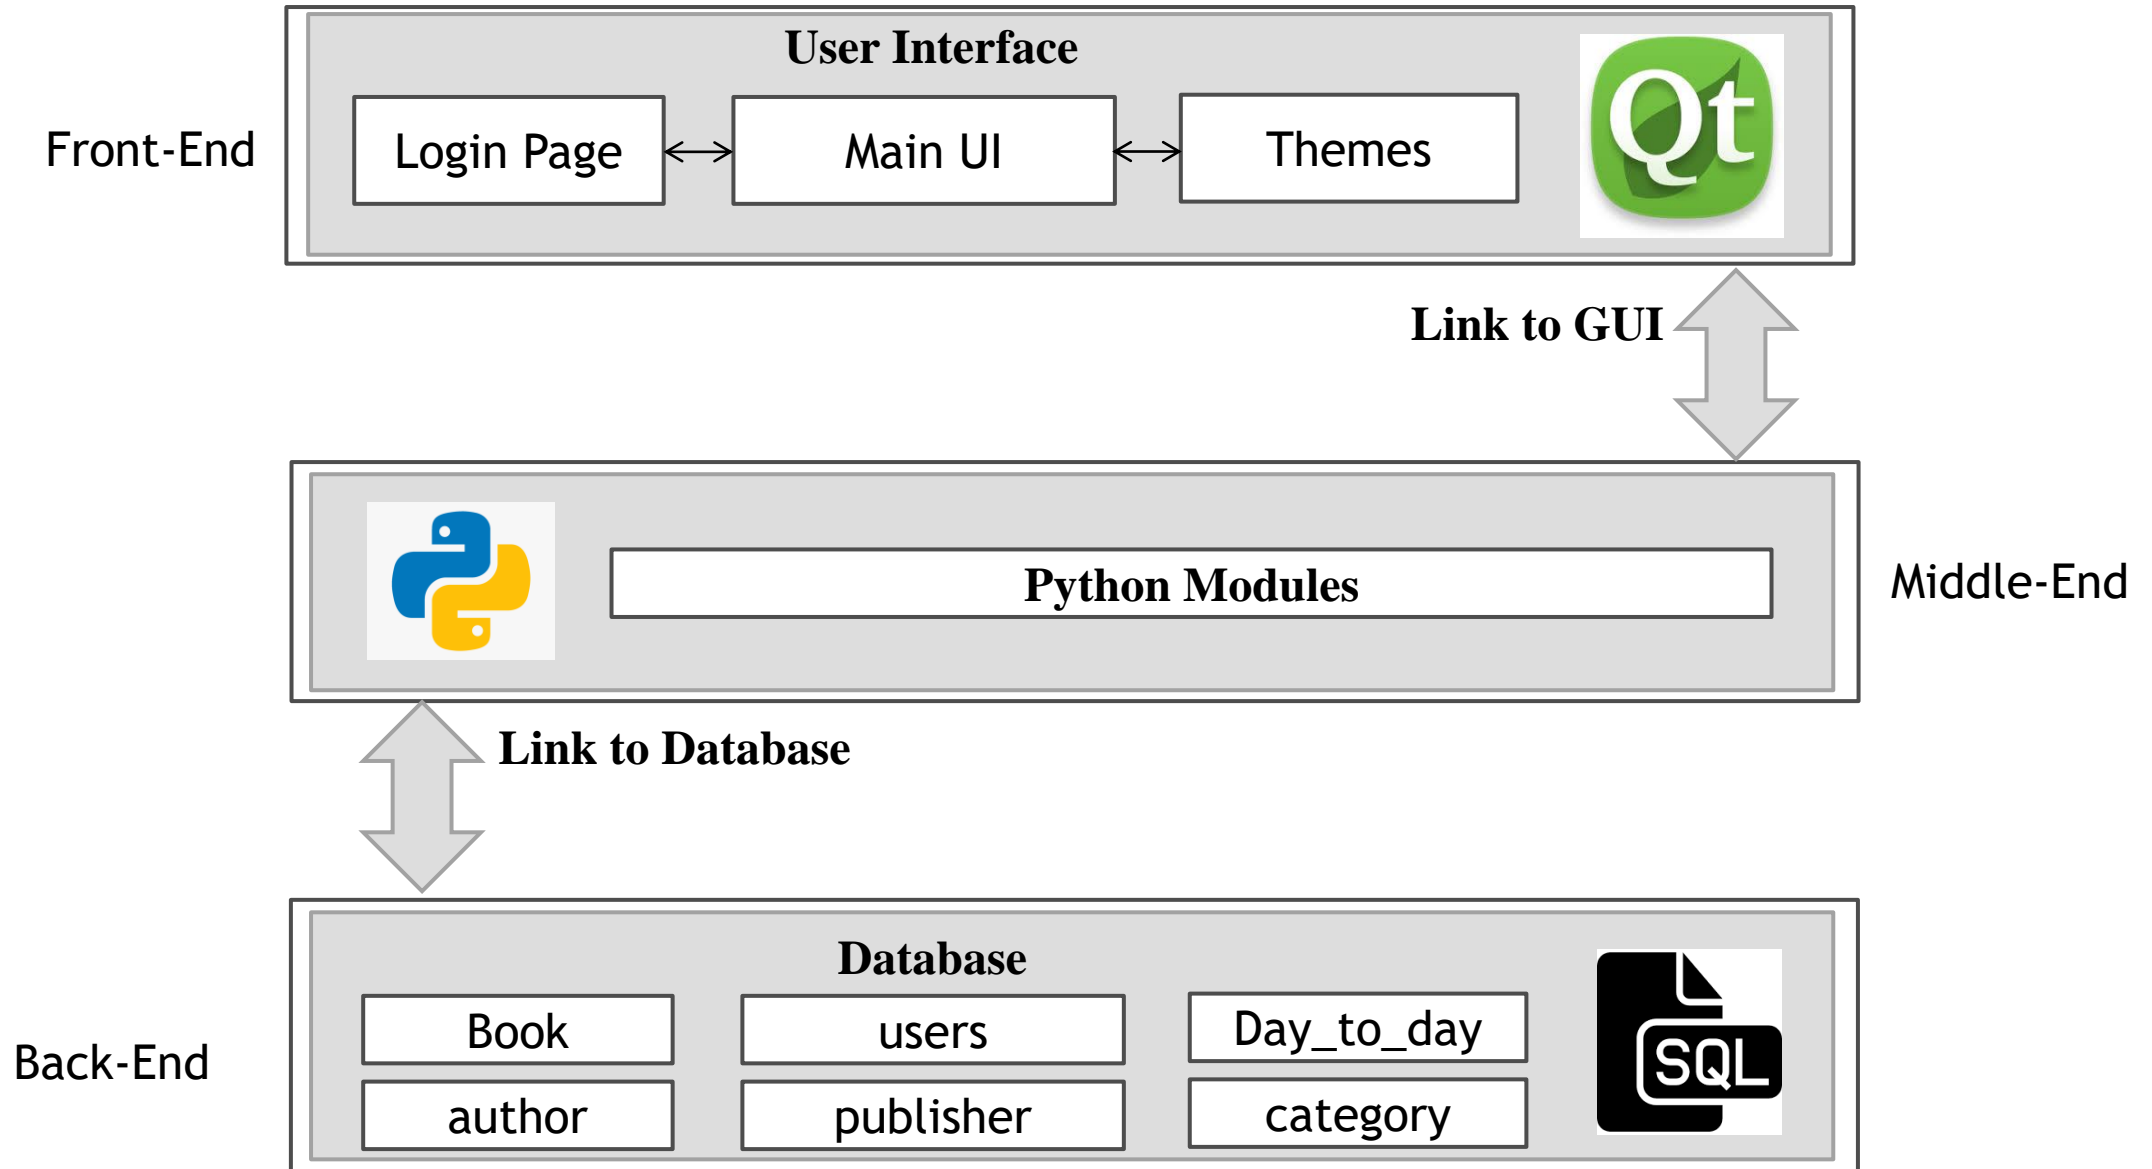 User Interface
Front-End
Login Page
Main UI
Themes
Qt
Link to GUI
Python Modules
Middle-End
Link to Database
Database
Back-End
Book
users
Day_to_day
author
publisher
category
SQL